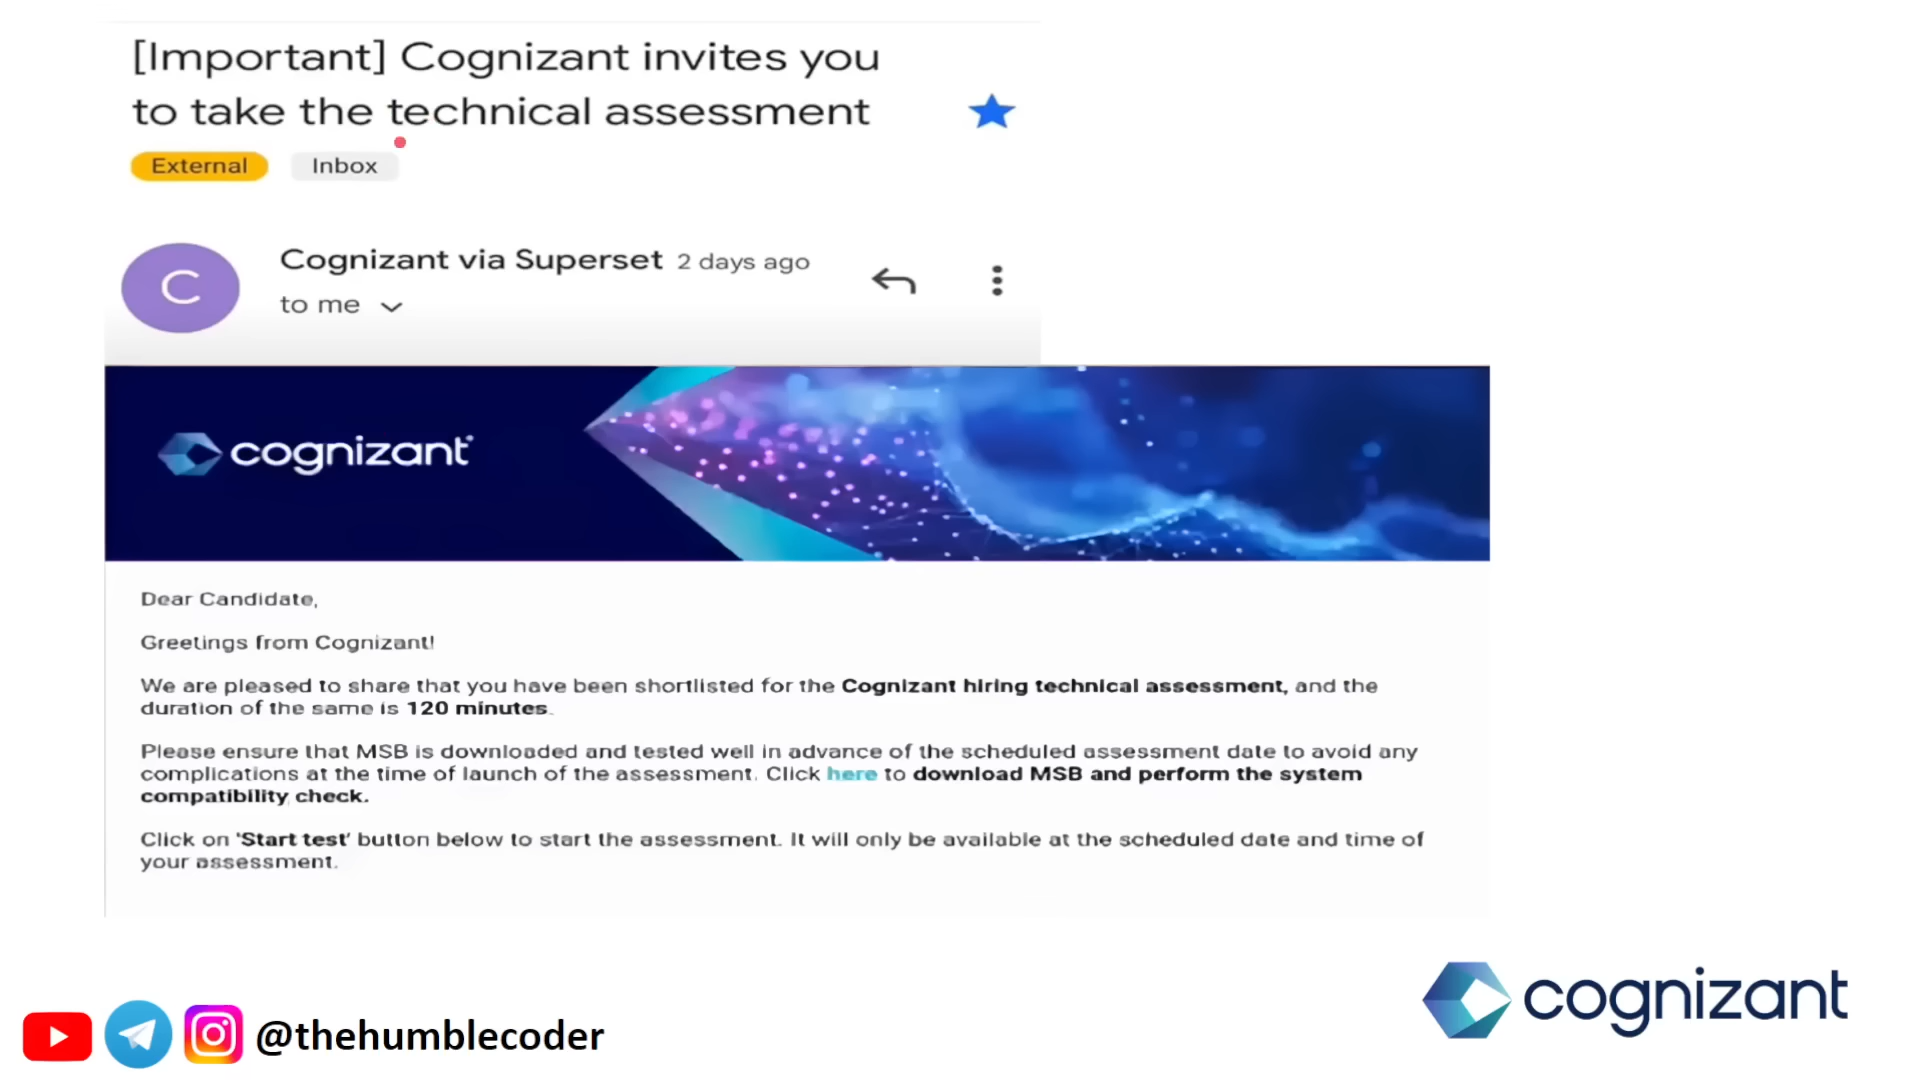 [Important] Cognizant invites you
to take the technical assessment
External Inbox
C
Cognizant via Superset 2 days ago
to me
cognizant
Dear Candidate,
Greetings from Cognizant!
We are pleased to share that you have been shortlisted for the Cognizant hiring technical assessment, and the
duration of the same is 120 minutes.
Please ensure that MSB is downloaded and tested well in advance of the scheduled assessment date to avoid any
complications at the time of launch of the assessment. Click here to download MSB and perform the system
compatibility check.
Click on 'Start test' button below to start the assessment. It will only be available at the scheduled date and time of
your assessment.
@thehumblecoder
cognizant